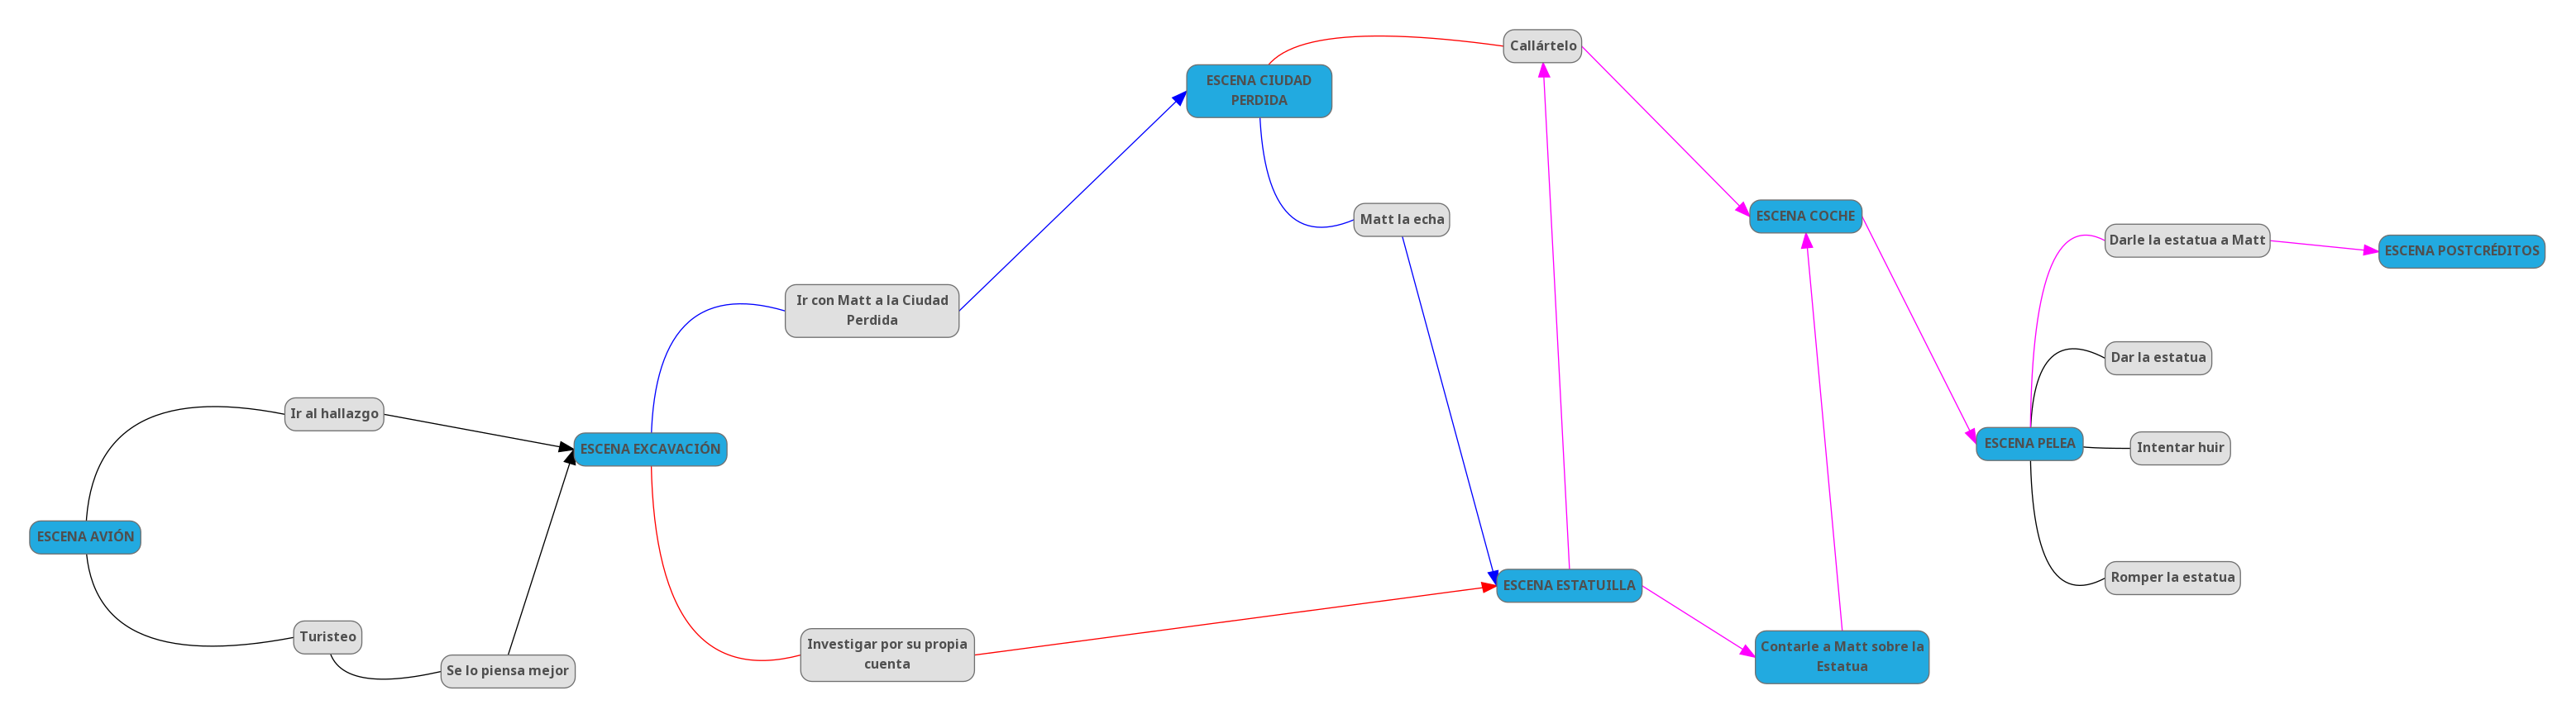 Callártelo
ESCENA CIUDAD
PERDIDA
ESCENA COCHE
Matt la echa
Darle la estatua a Matt
ESCENA POSTCRÉDITOS
Ir con Matt a la Ciudad
Perdida
Dar la estatua
Ir al hallazgo
ESCENA EXCAVACIÓN
ESCENA PELEA
Intentar huir
ESCENA AVIÓN
Romper la estatua
ESCENA ESTATUILLA
Turisteo
Investigar por su propia
cuenta
Contarle a Matt sobre la
Estatua
Se lo piensa mejor